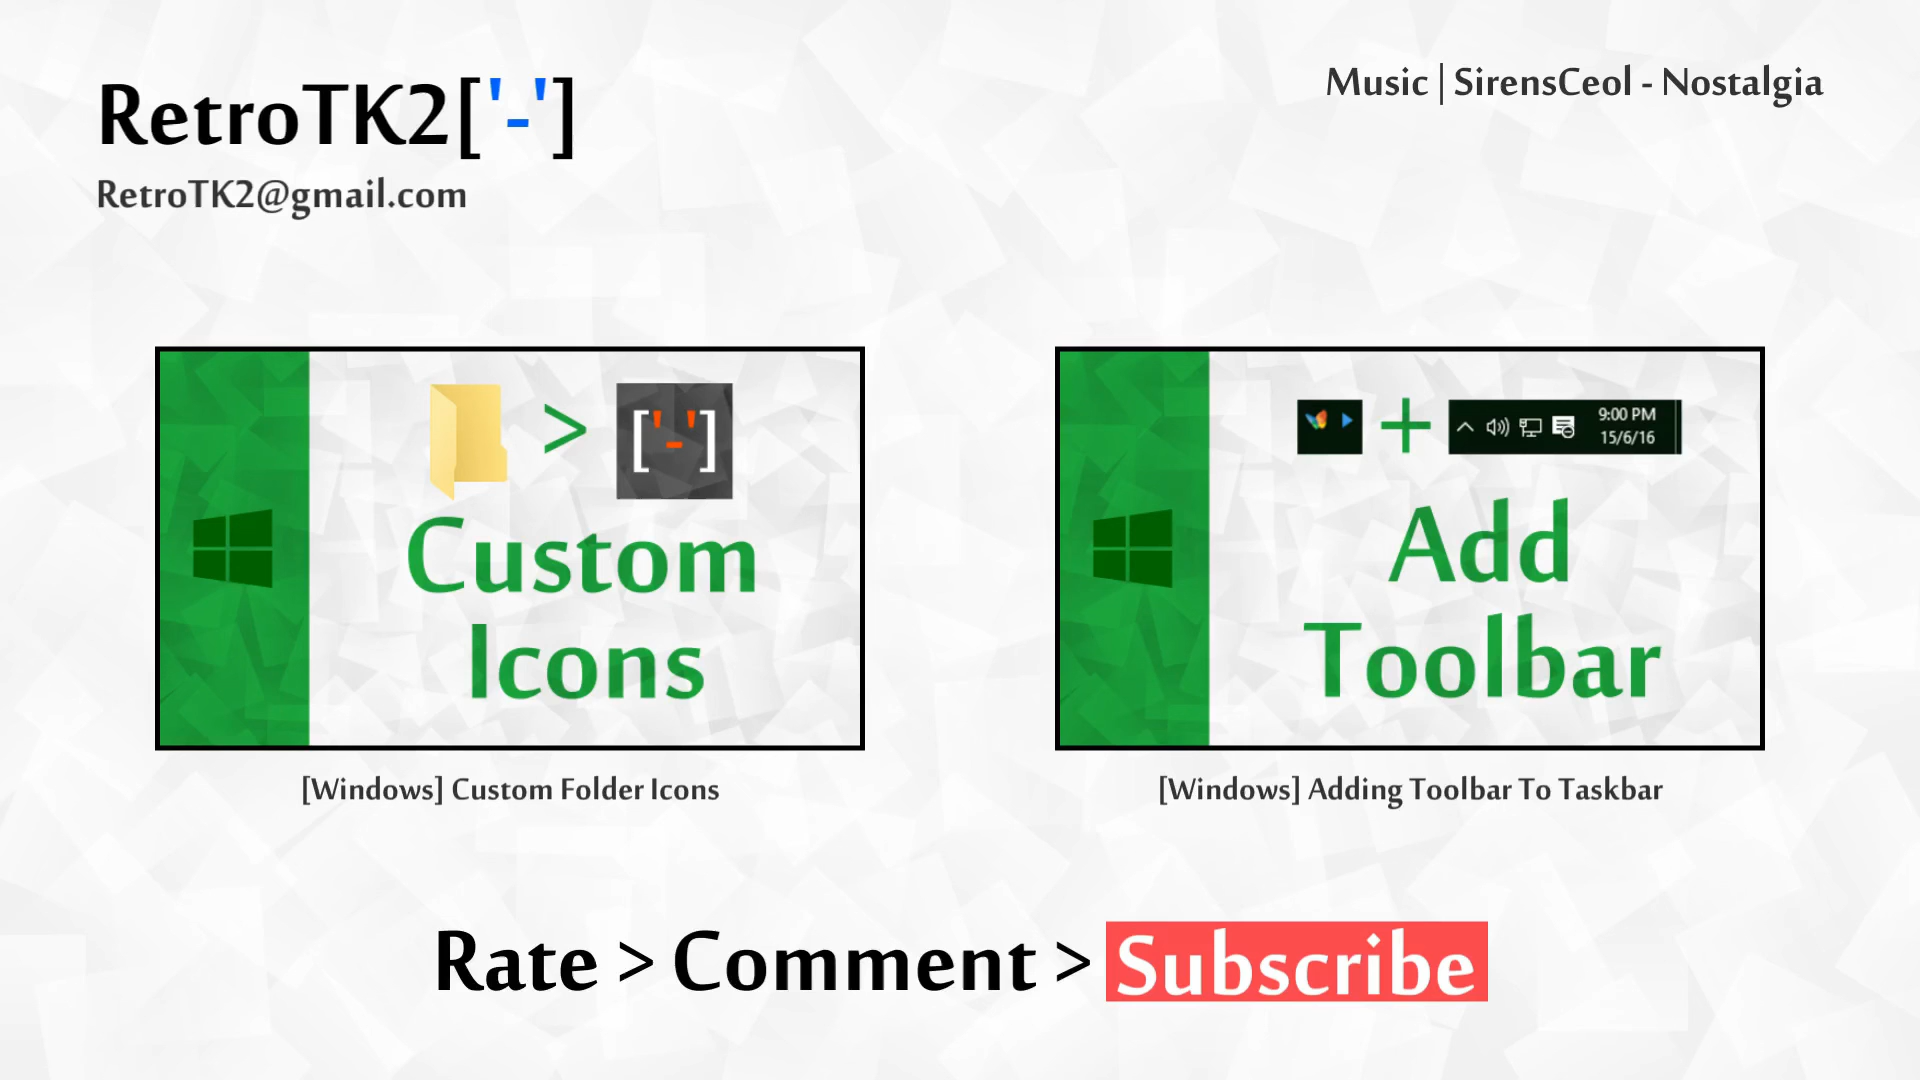 RetroTK2['-']
RetroTK2@gmail.com
Music | SirensCeol - Nostalgia
> ['-']
Custom
Icons
[Windows] Custom Folder Icons
+ 9:00 PM
15/6/16
Add
Toolbar
[Windows] Adding Toolbar To Taskbar
Rate > Comment > Subscribe